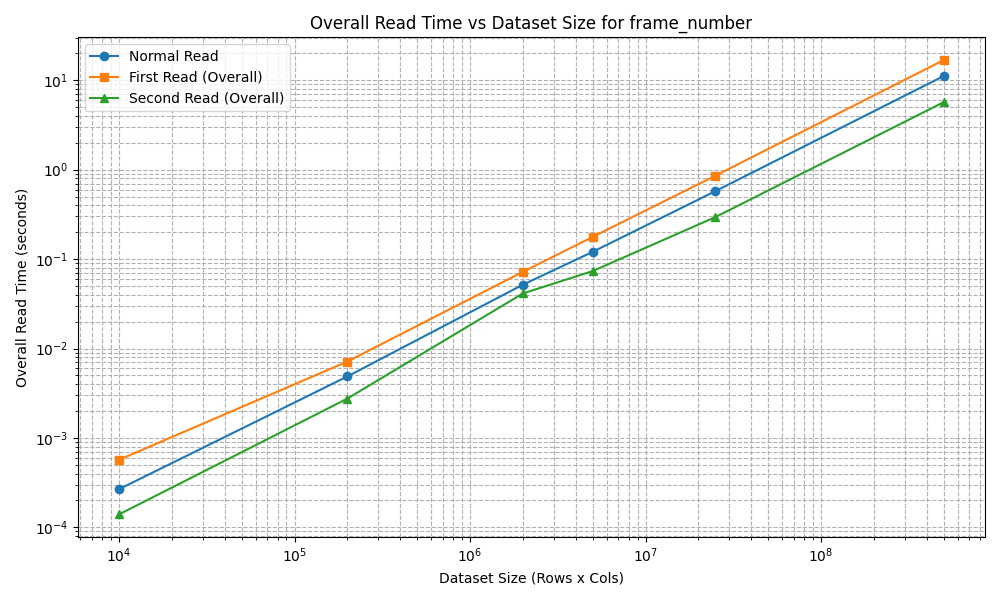 Overall Read Time vs Dataset Size for frame_number
Normal Read
First Read (Overall)
Second Read (Overall)
Overall Read Time (seconds)
10¹
10⁰
10⁻¹
10⁻²
10⁻³
10⁻⁴
10⁴ 10⁵ 10⁶ 10⁷ 10⁸
Dataset Size (Rows x Cols)